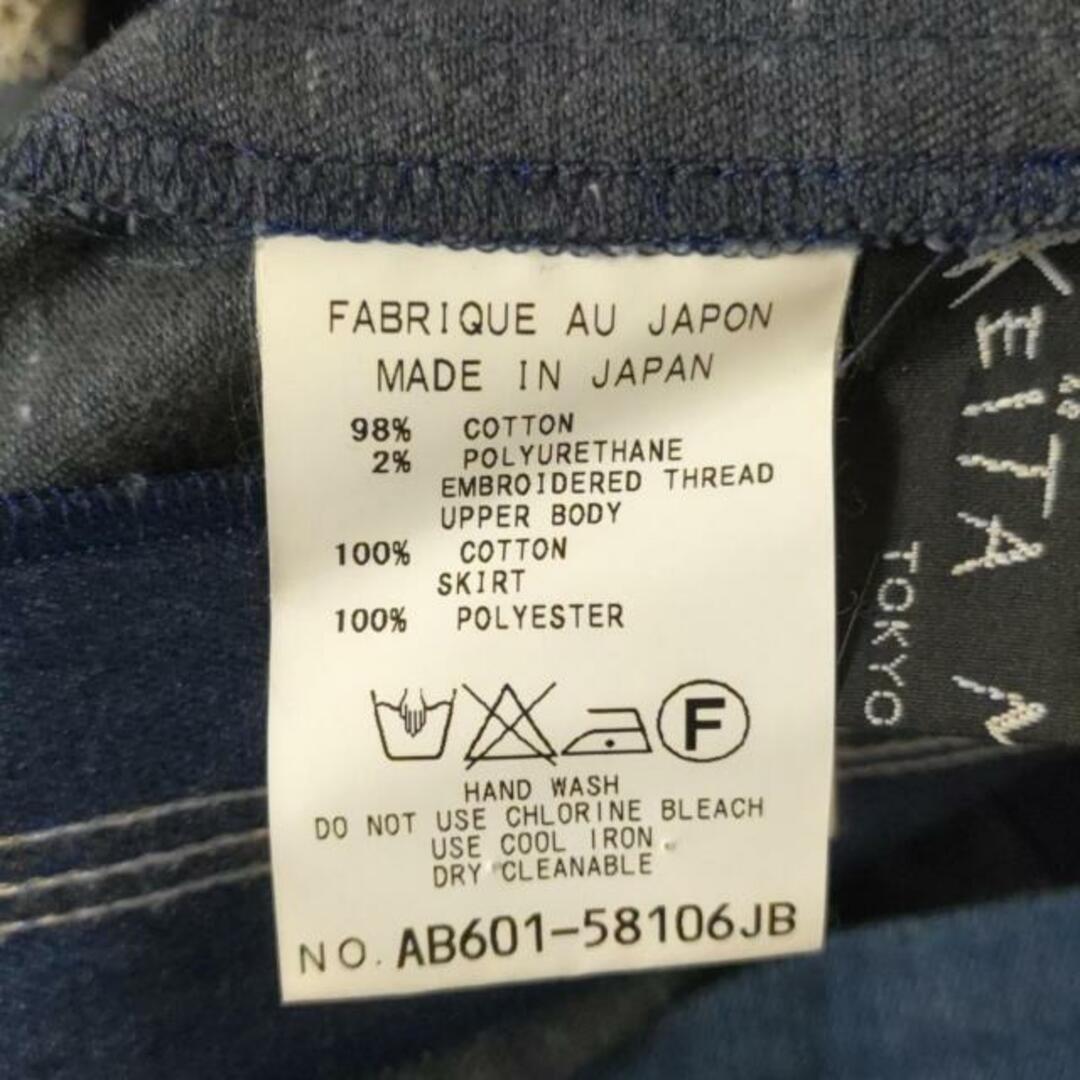 FABRIQUE AU JAPON
MADE IN JAPAN
98% COTTON
2% POLYURETHANE
EMBROIDERED THREAD
UPPER BODY
100% COTTON
SKIRT
100% POLYESTER
F
HAND WASH
DO NOT USE CHLORINE BLEACH
USE COOL IRON
DRY CLEANABLE
NO. AB601-58106JB
KEITA
TOKYO